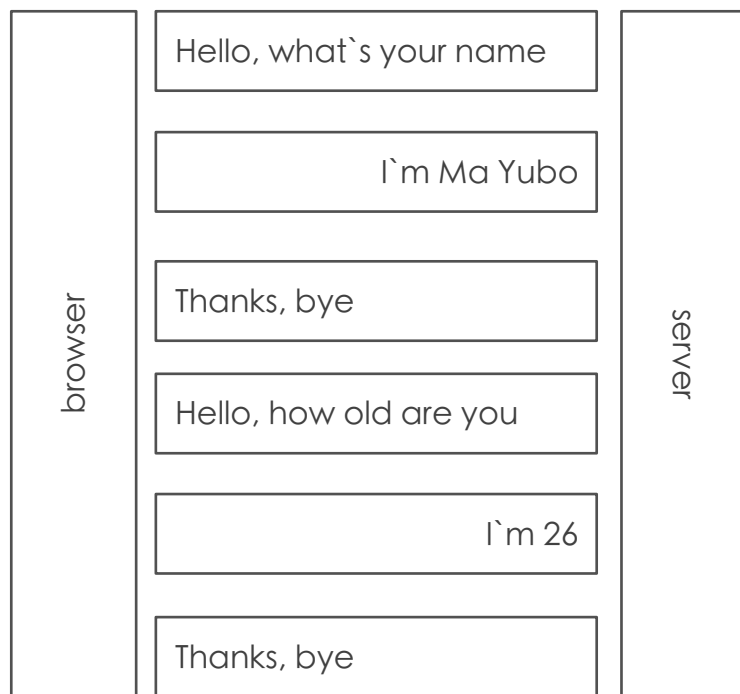 Hello, what`s your name
I`m Ma Yubo
Thanks, bye
browser
server
Hello, how old are you
I`m 26
Thanks, bye